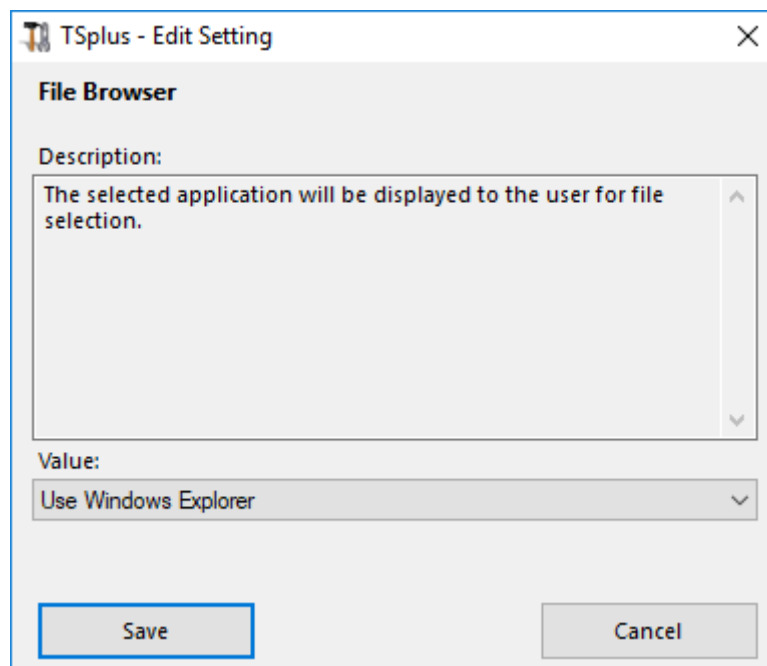 TSplus - Edit Setting
File Browser
Description:
The selected application will be displayed to the user for file
selection.
Value:
Use Windows Explorer
Save
Cancel